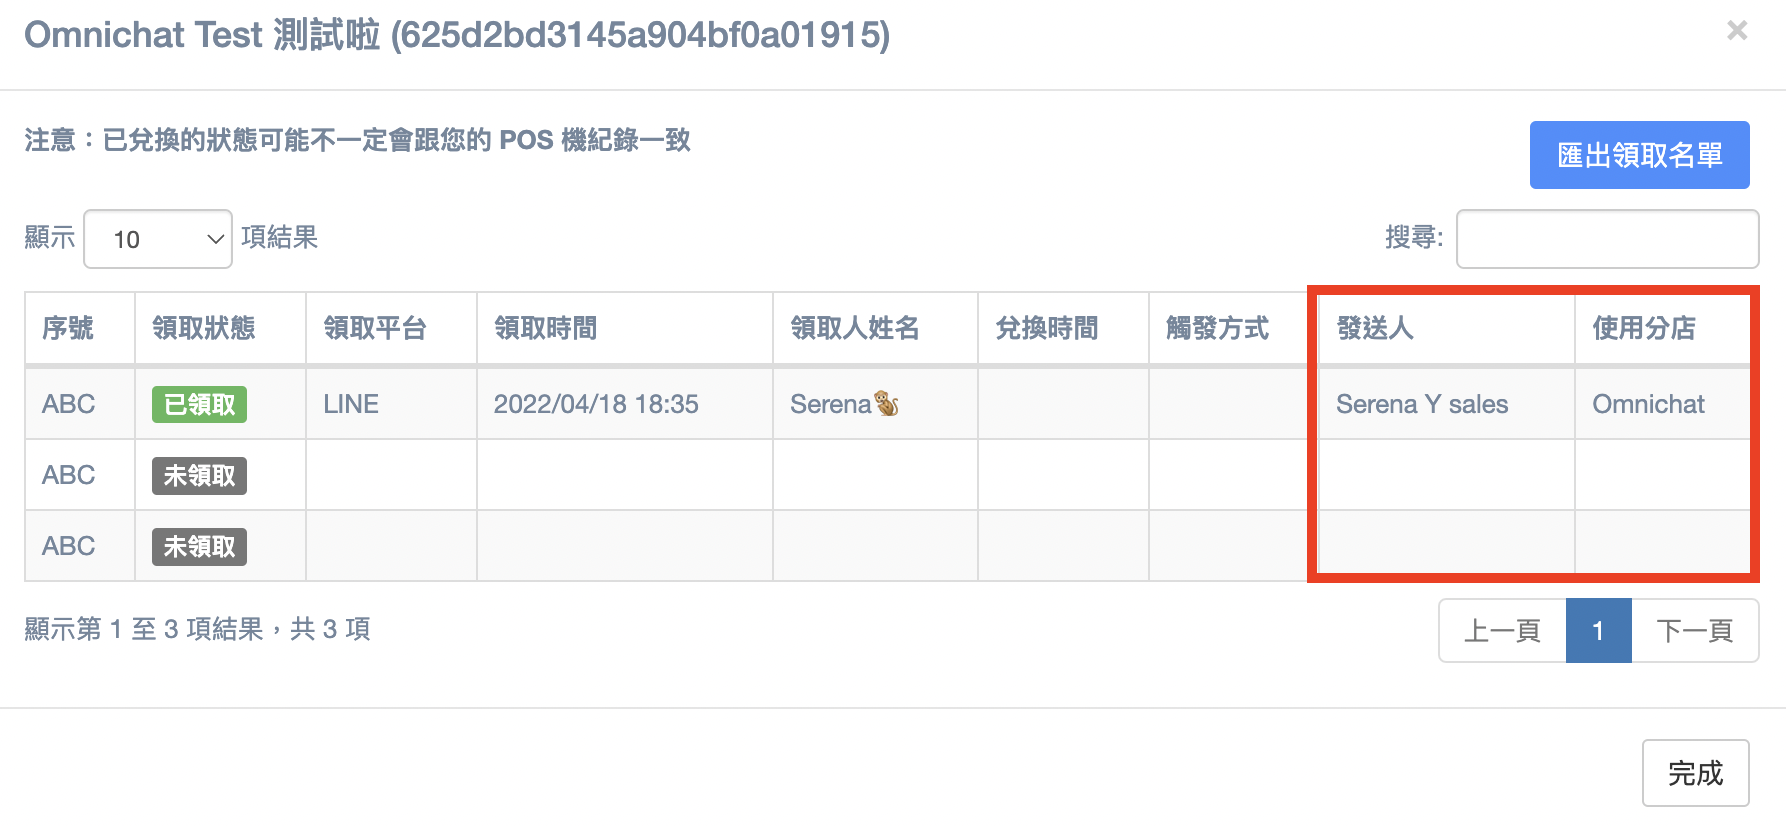 Omnichat Test 測試啦 (625d2bd3145a904bf0a01915)
×
注意：已兌換的狀態可能不一定會跟您的 POS 機紀錄一致
匯出領取名單
顯示 10 項結果
搜尋:
序號 領取狀態 領取平台 領取時間 領取人姓名 兌換時間 觸發方式 發送人 使用分店
ABC 已領取 LINE 2022/04/18 18:35 Serena🐒 Serena Y sales Omnichat
ABC 未領取
ABC 未領取
顯示第 1 至 3 項結果，共 3 項
上一頁 1 下一頁
完成